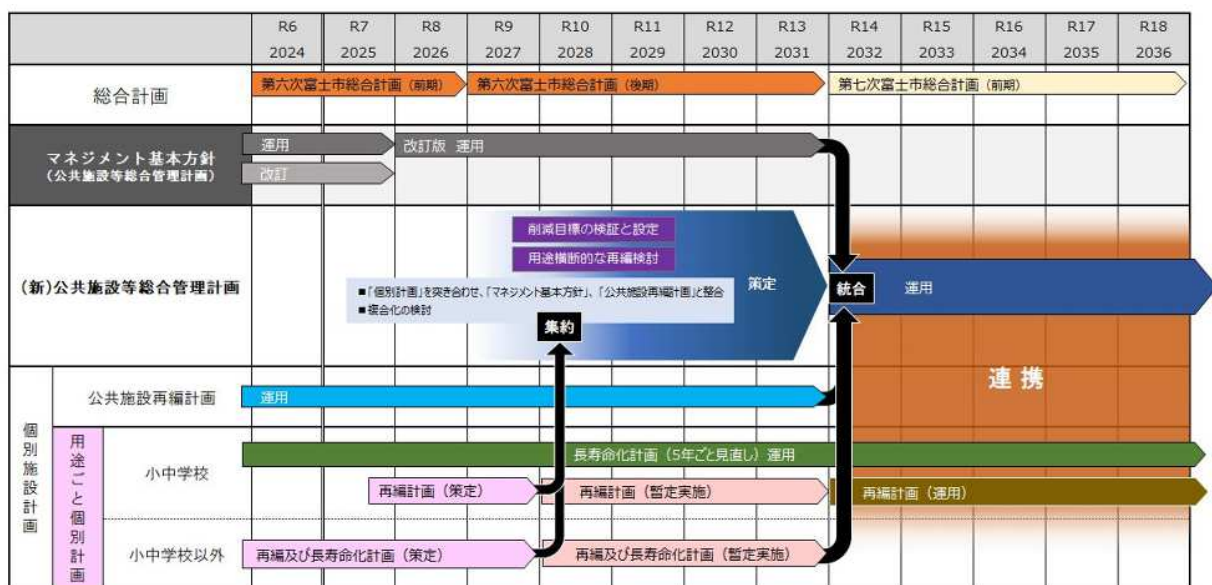 R6 R7 R8 R9 R10 R11 R12 R13 R14 R15 R16 R17 R18
2024 2025 2026 2027 2028 2029 2030 2031 2032 2033 2034 2035 2036
総合計画
第六次富士市総合計画（前期）
第六次富士市総合計画（後期）
第七次富士市総合計画（前期）
マネジメント基本方針
（公共施設等総合管理計画）
運用
改訂版 運用
改訂
（新）公共施設等総合管理計画
削減目標の検証と設定
用途横断的な再編検討
■「個別計画」を突き合わせ、「マネジメント基本方針」、「公共施設再編計画」と整合
■複合化の検討
策定
統合
運用
集約
連携
個別施設計画
公共施設再編計画
運用
用途ごと個別計画
小中学校
長寿命化計画（5年ごと見直し）運用
再編計画（策定）
再編計画（暫定実施）
再編計画（運用）
小中学校以外
再編及び長寿命化計画（策定）
再編及び長寿命化計画（暫定実施）